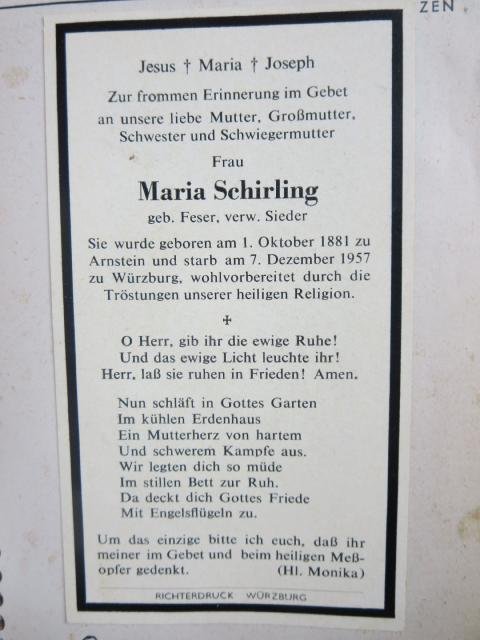 ZEN
Jesus † Maria † Joseph
Zur frommen Erinnerung im Gebet
an unsere liebe Mutter, Großmutter,
Schwester und Schwiegermutter
Frau
Maria Schirling
geb. Feser, verw. Sieder
Sie wurde geboren am 1. Oktober 1881 zu
Arnstein und starb am 7. Dezember 1957
zu Würzburg, wohlvorbereitet durch die
Tröstungen unserer heiligen Religion.
✝
O Herr, gib ihr die ewige Ruhe!
Und das ewige Licht leuchte ihr!
Herr, laß sie ruhen in Frieden! Amen.
Nun schläft in Gottes Garten
Im kühlen Erdenhaus
Ein Mutterherz von hartem
Und schwerem Kampfe aus.
Wir legten dich so müde
Im stillen Bett zur Ruh.
Da deckt dich Gottes Friede
Mit Engelsflügeln zu.
Um das einzige bitte ich euch, daß ihr
meiner im Gebet und beim heiligen Meß-
opfer gedenkt. (Hl. Monika)
RICHTERDRUCK WÜRZBURG